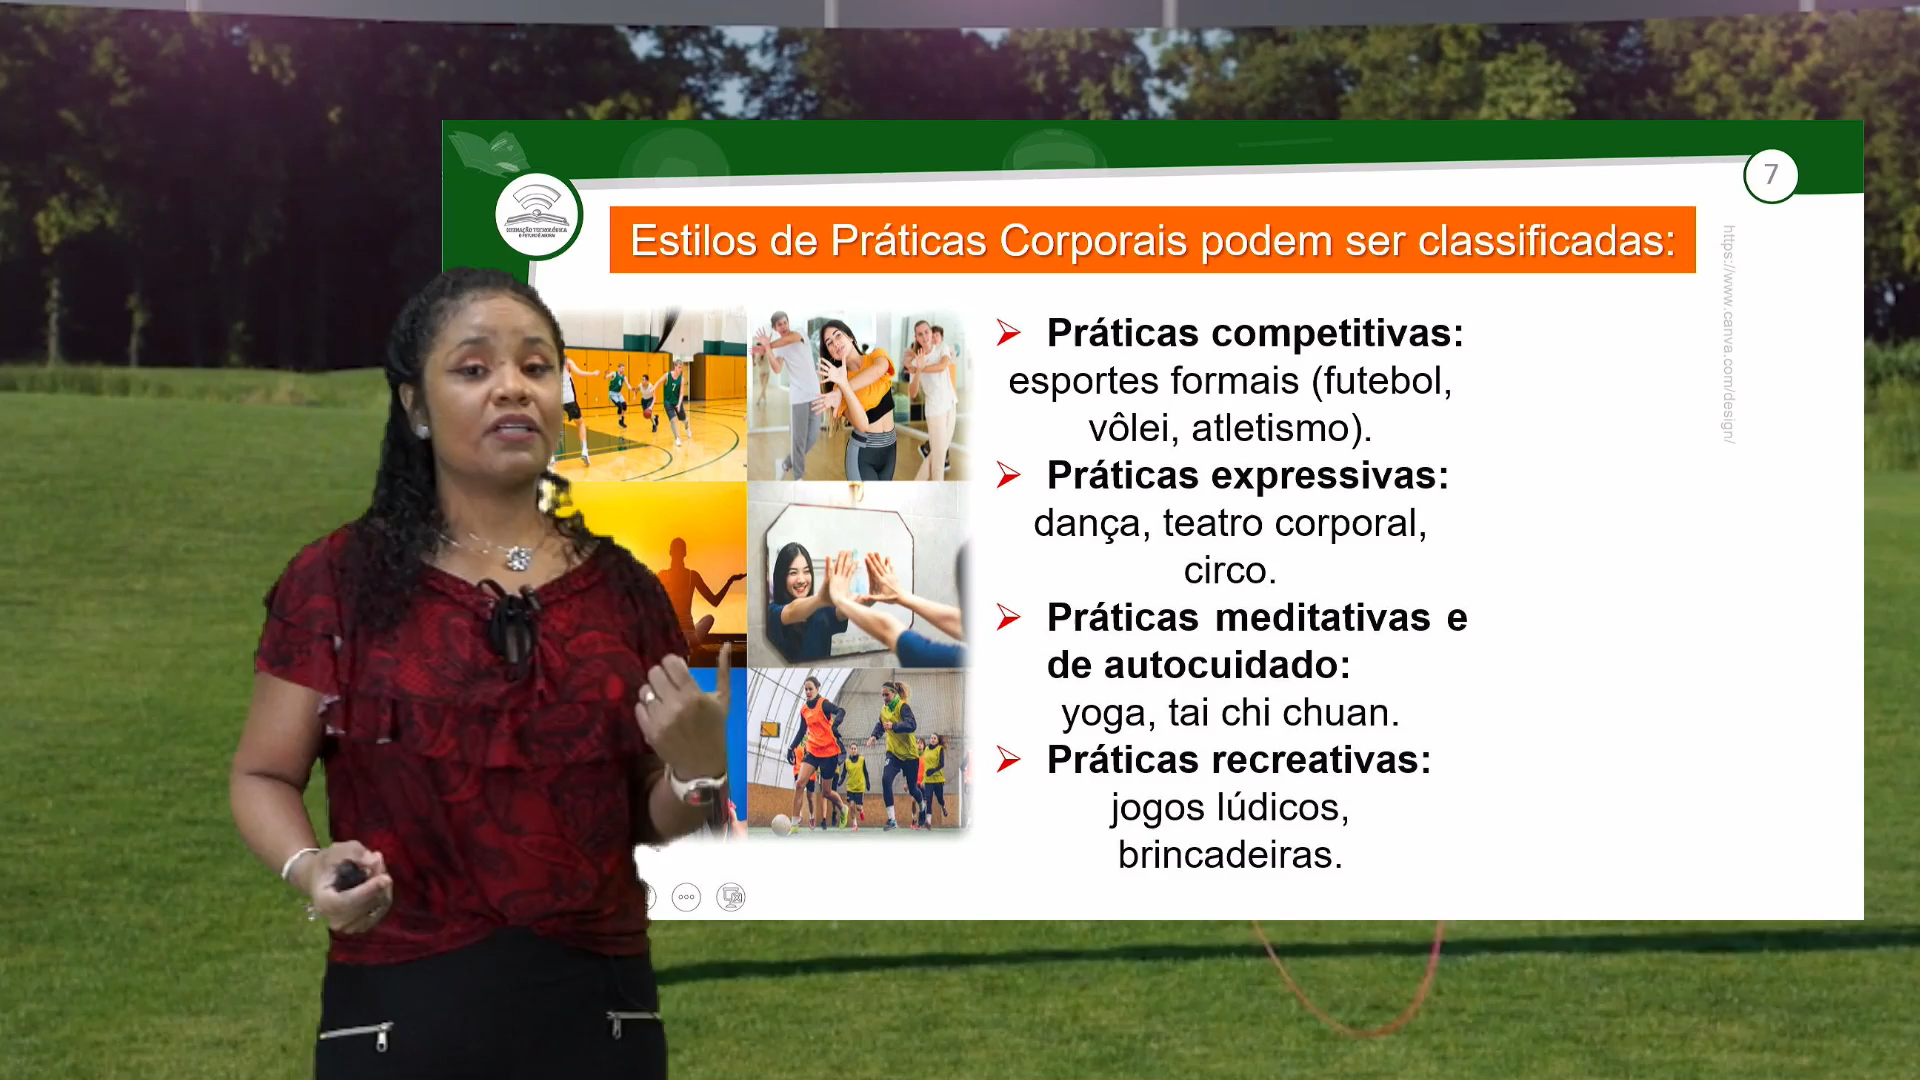 7
Estilos de Práticas Corporais podem ser classificadas:
https://www.canva.com/design/
Práticas competitivas:
esportes formais (futebol,
vôlei, atletismo).
Práticas expressivas:
dança, teatro corporal,
circo.
Práticas meditativas e
de autocuidado:
yoga, tai chi chuan.
Práticas recreativas:
jogos lúdicos,
brincadeiras.